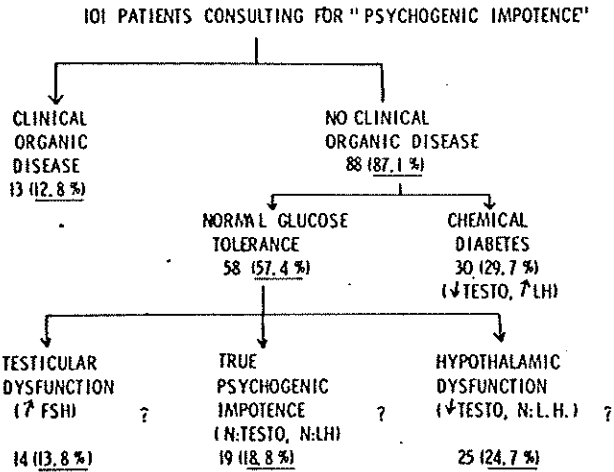 101 PATIENTS CONSULTING FOR "PSYCHOGENIC IMPOTENCE"
CLINICAL
ORGANIC
DISEASE
13 (12.8 %)
NO CLINICAL
ORGANIC DISEASE
88 (87.1 %)
NORMAL GLUCOSE
TOLERANCE
58 (57.4 %)
CHEMICAL
DIABETES
30 (29.7 %)
(↓TESTO, ↑LH)
TESTICULAR
DYSFUNCTION
(↑ FSH) ?
14 (13.8 %)
TRUE
PSYCHOGENIC
IMPOTENCE ?
(N:TESTO, N:LH)
19 (18.8 %)
HYPOTHALAMIC
DYSFUNCTION
(↓TESTO, N:L.H.) ?
25 (24.7 %)